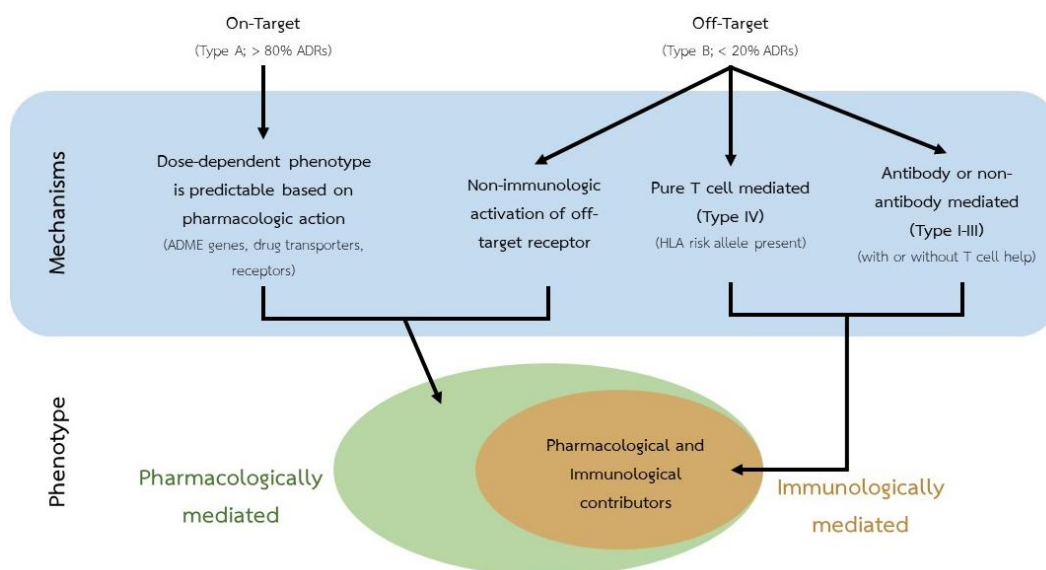 On-Target
(Type A; > 80% ADRs)
Off-Target
(Type B; < 20% ADRs)
Mechanisms
Dose-dependent phenotype
is predictable based on
pharmacologic action
(ADME genes, drug transporters,
receptors)
Non-immunologic
activation of off-
target receptor
Pure T cell mediated
(Type IV)
(HLA risk allele present)
Antibody or non-
antibody mediated
(Type I-III)
(with or without T cell help)
Phenotype
Pharmacologically
mediated
Pharmacological and
Immunological
contributors
Immunologically
mediated